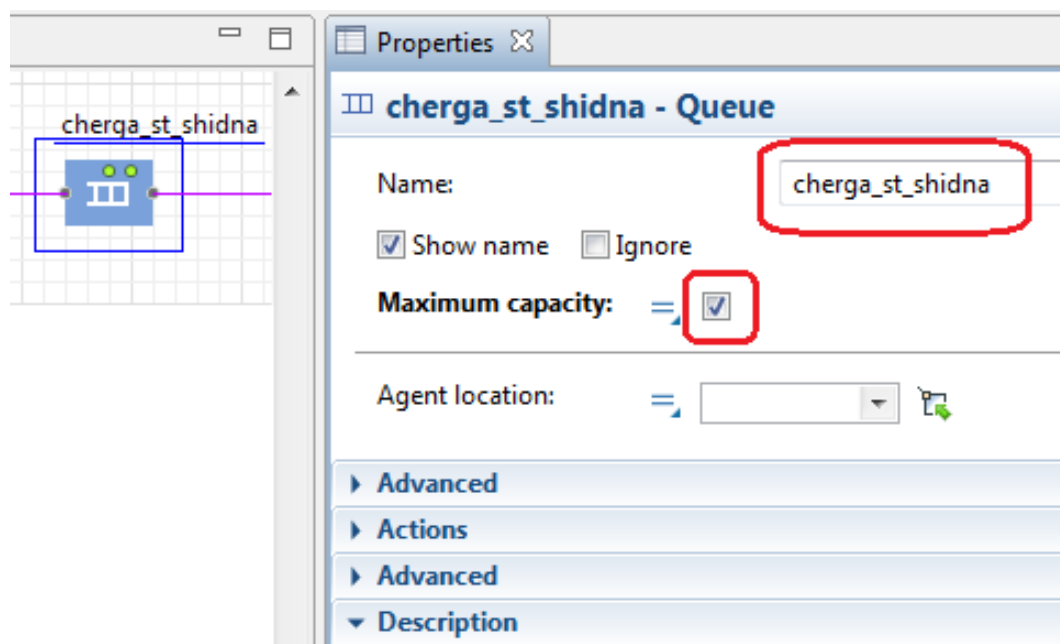 cherga_st_shidna
Properties
cherga_st_shidna - Queue
Name:
cherga_st_shidna
Show name
Ignore
Maximum capacity:
Agent location:
Advanced
Actions
Advanced
Description